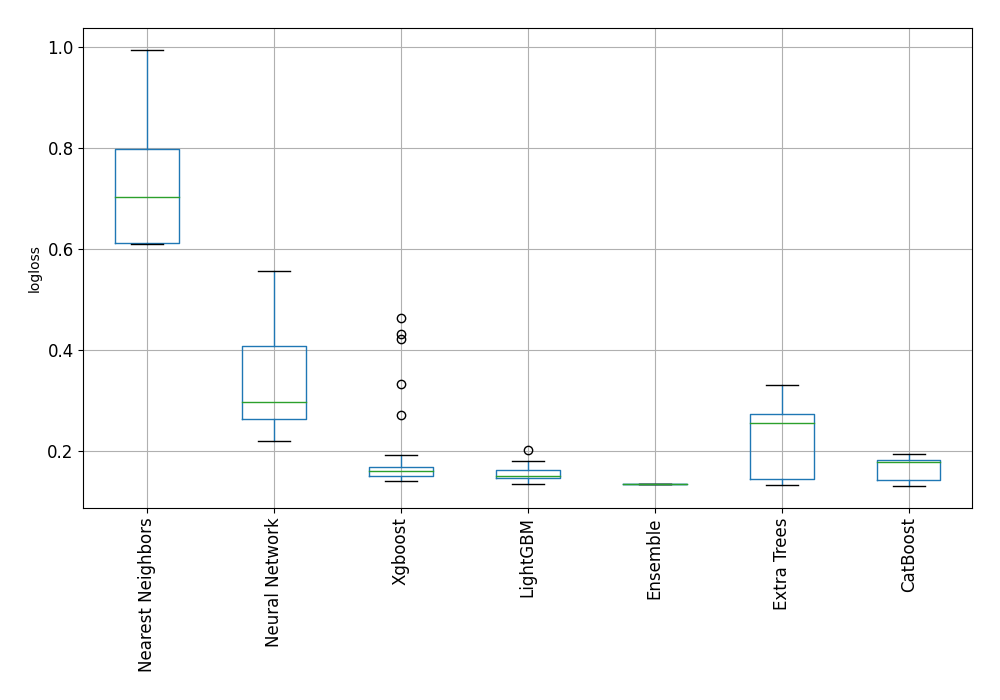 1.0
0.8
0.6
0.4
0.2
logloss
Nearest Neighbors
Neural Network
Xgboost
LightGBM
Ensemble
Extra Trees
CatBoost